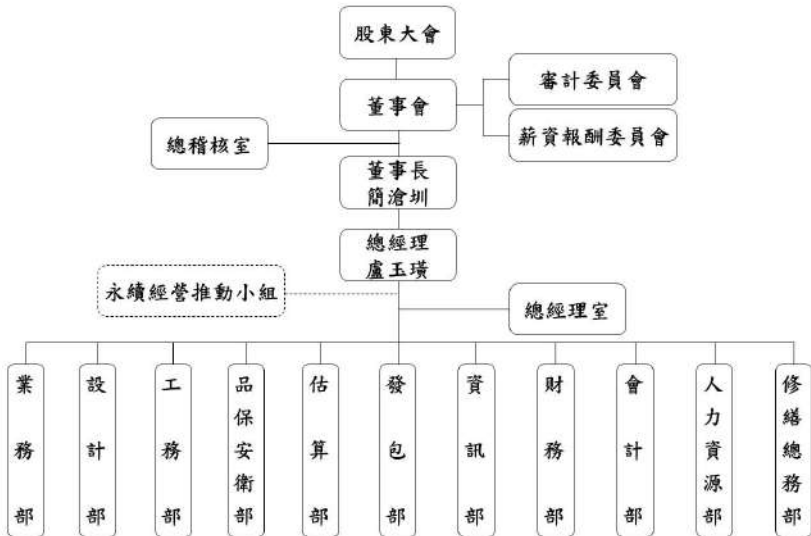 股東大會
董事會
審計委員會
薪資報酬委員會
總稽核室
董事長
簡滄圳
總經理
盧玉璜
永續經營推動小組
總經理室
業務部
設計部
工務部
品保安衛部
估算部
發包部
資訊部
財務部
會計部
人力資源部
修繕總務部